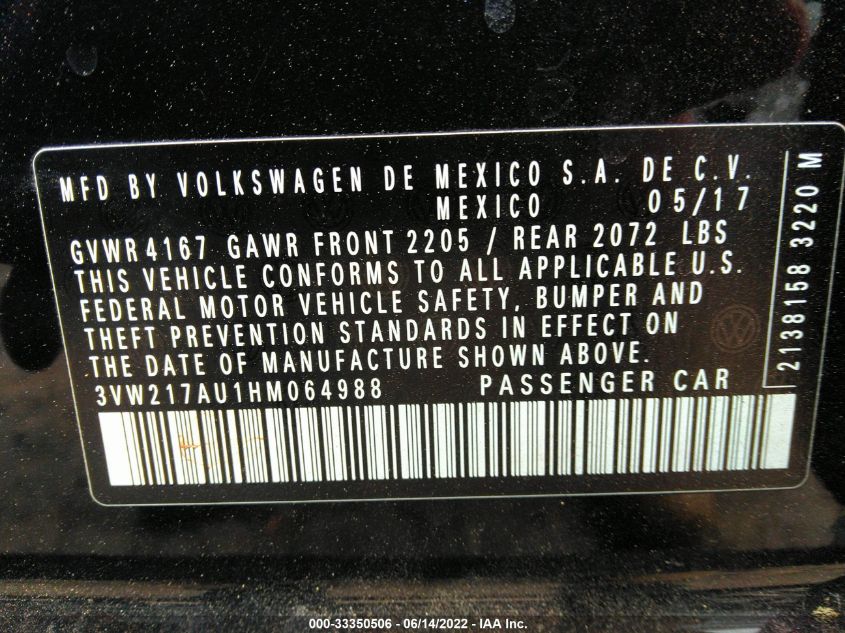 MFD BY VOLKSWAGEN DE MEXICO S.A. DE C.V.
MEXICO 05/17
GVWR 4167 GAWR FRONT 2205 / REAR 2072 LBS
THIS VEHICLE CONFORMS TO ALL APPLICABLE U.S.
FEDERAL MOTOR VEHICLE SAFETY, BUMPER AND
THEFT PREVENTION STANDARDS IN EFFECT ON
THE DATE OF MANUFACTURE SHOWN ABOVE.
3VW217AU1HM064988 PASSENGER CAR
2138158 3220 M
000-33350506 - 06/14/2022 - IAA Inc.